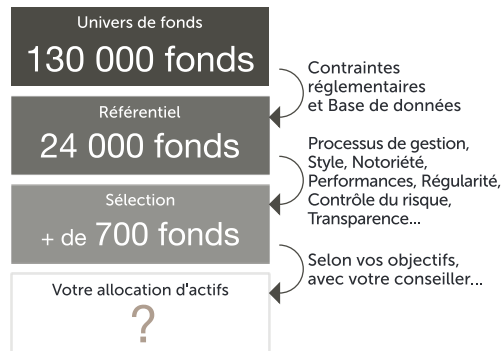 Univers de fonds
130 000 fonds
Contraintes
réglementaires
et Base de données
Référentiel
24 000 fonds
Processus de gestion,
Style, Notoriété,
Performances, Régularité,
Contrôle du risque,
Transparence...
Sélection
+ de 700 fonds
Selon vos objectifs,
avec votre conseiller...
Votre allocation d'actifs
?